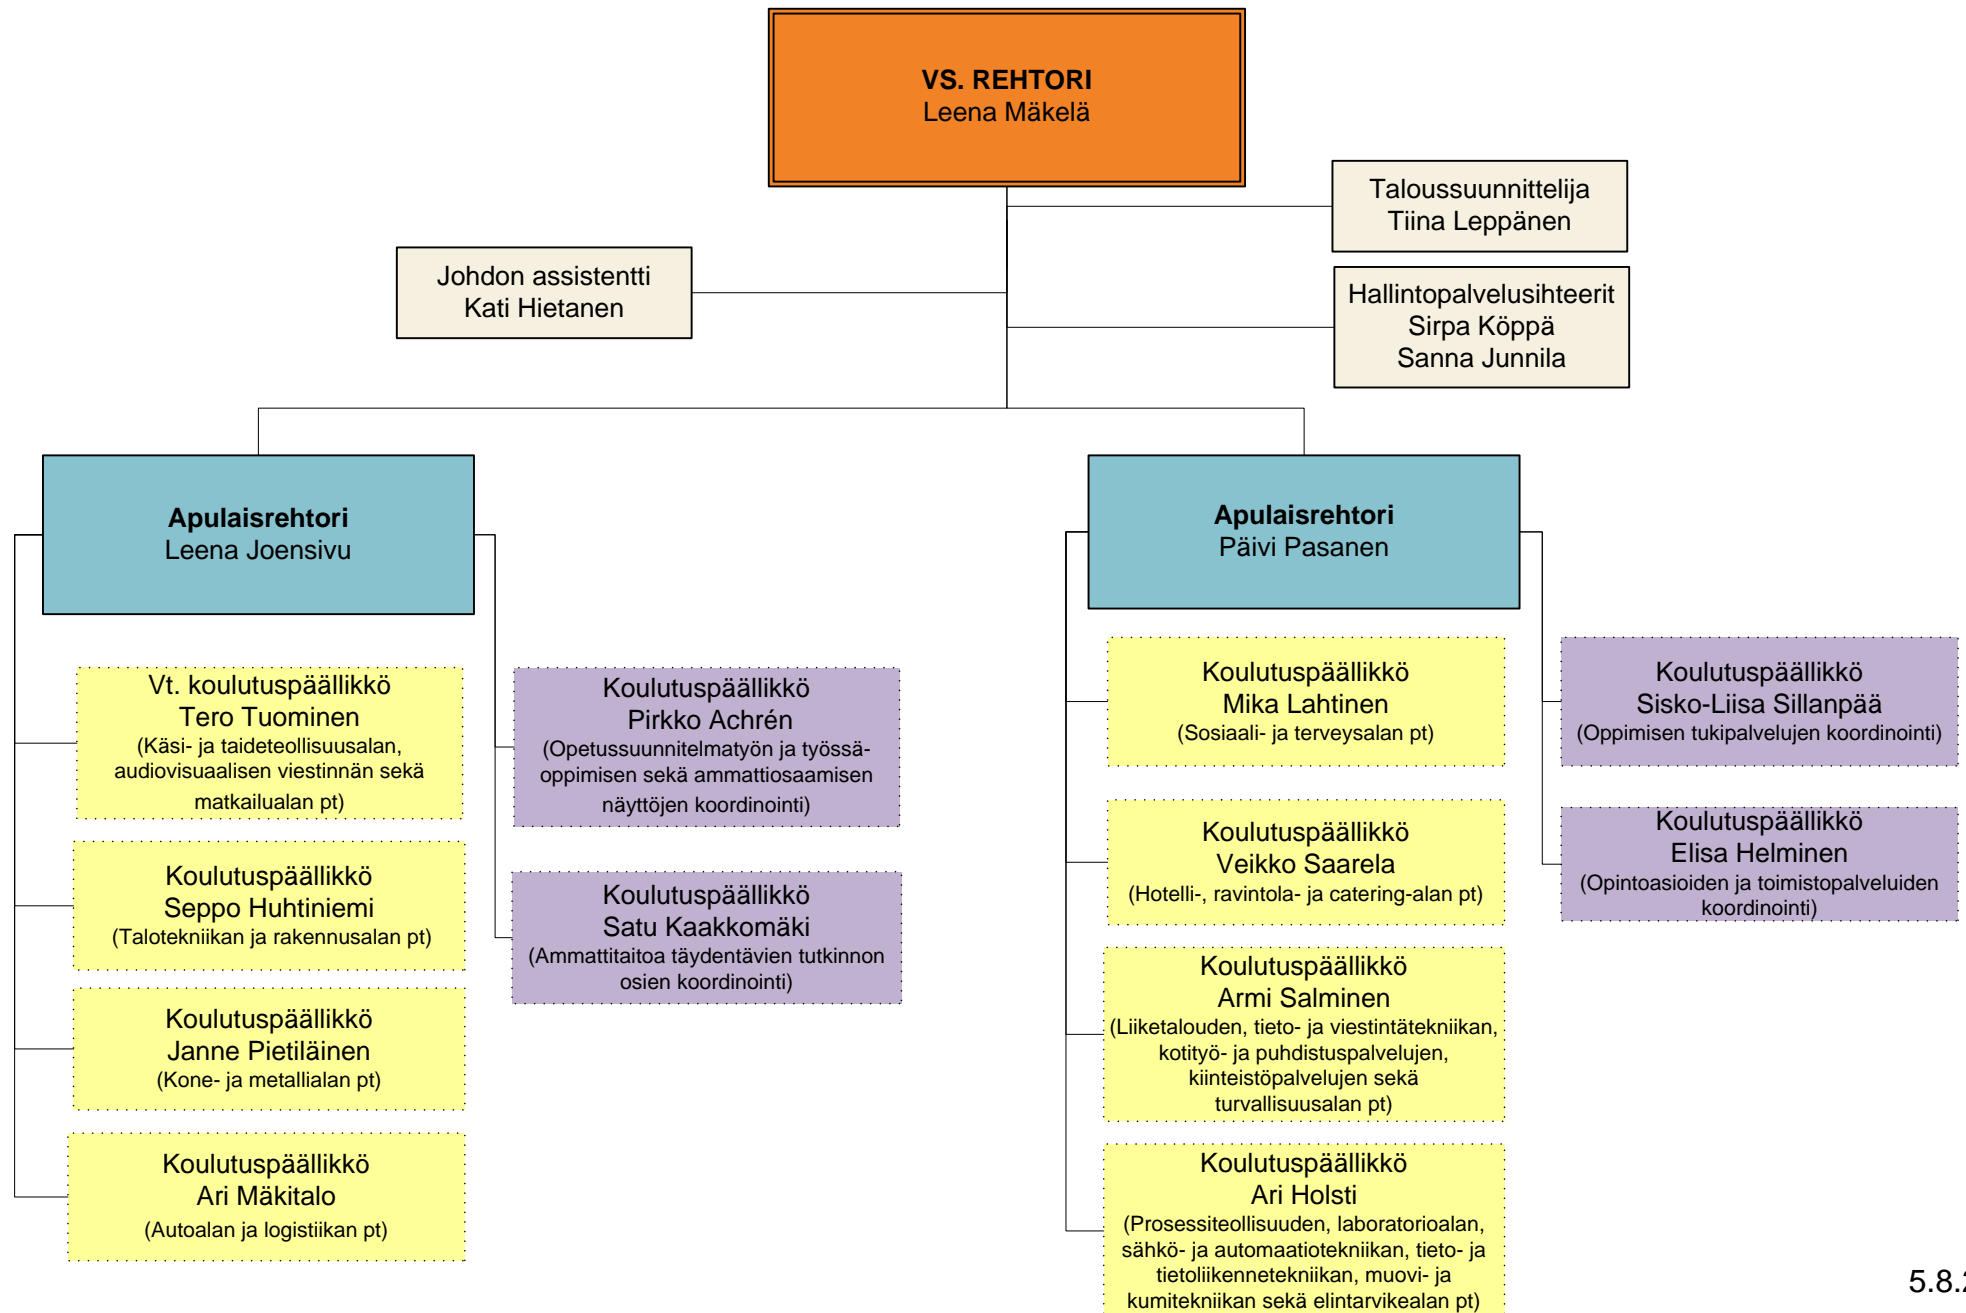 VS. REHTORI
Leena Mäkelä
Taloussuunnittelija
Tiina Leppänen
Johdon assistentti
Kati Hietanen
Hallintopalvelusihteerit
Sirpa Köppä
Sanna Junnila
Apulaisrehtori
Leena Joensivu
Vt. koulutuspäällikkö
Tero Tuominen
(Käsi- ja taideteollisuusalan,
audiovisuaalisen viestinnän sekä
matkailualan pt)
Koulutuspäällikkö
Seppo Huhtiniemi
(Talotekniikan ja rakennusalan pt)
Koulutuspäällikkö
Janne Pietiläinen
(Kone- ja metallialan pt)
Koulutuspäällikkö
Ari Mäkitalo
(Autoalan ja logistiikan pt)
Koulutuspäällikkö
Pirkko Achrén
(Opetussuunnitelmatyön ja työssä-
oppimisen sekä ammattiosaamisen
näyttöjen koordinointi)
Koulutuspäällikkö
Satu Kaakkomäki
(Ammattitaitoa täydentävien tutkinnon
osien koordinointi)
Apulaisrehtori
Päivi Pasanen
Koulutuspäällikkö
Mika Lahtinen
(Sosiaali- ja terveysalan pt)
Koulutuspäällikkö
Veikko Saarela
(Hotelli-, ravintola- ja catering-alan pt)
Koulutuspäällikkö
Armi Salminen
(Liiketalouden, tieto- ja viestintätekniikan,
kotityö- ja puhdistuspalvelujen,
kiinteistöpalvelujen sekä
turvallisuusalan pt)
Koulutuspäällikkö
Ari Holsti
(Prosessiteollisuuden, laboratorioalan,
sähkö- ja automaatiotekniikan, tieto- ja
tietoliikennetekniikan, muovi- ja
kumitekniikan sekä elintarvikealan pt)
Koulutuspäällikkö
Sisko-Liisa Sillanpää
(Oppimisen tukipalvelujen koordinointi)
Koulutuspäällikkö
Elisa Helminen
(Opintoasioiden ja toimistopalveluiden
koordinointi)
5.8.